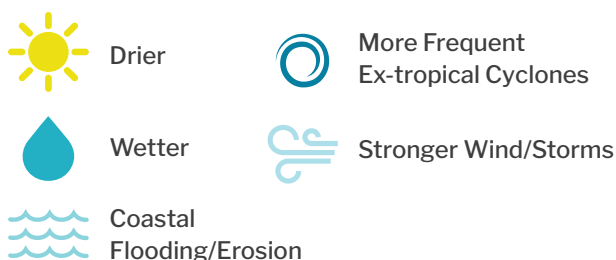 Drier
More Frequent
Ex-tropical Cyclones
Wetter
Stronger Wind/Storms
Coastal
Flooding/Erosion